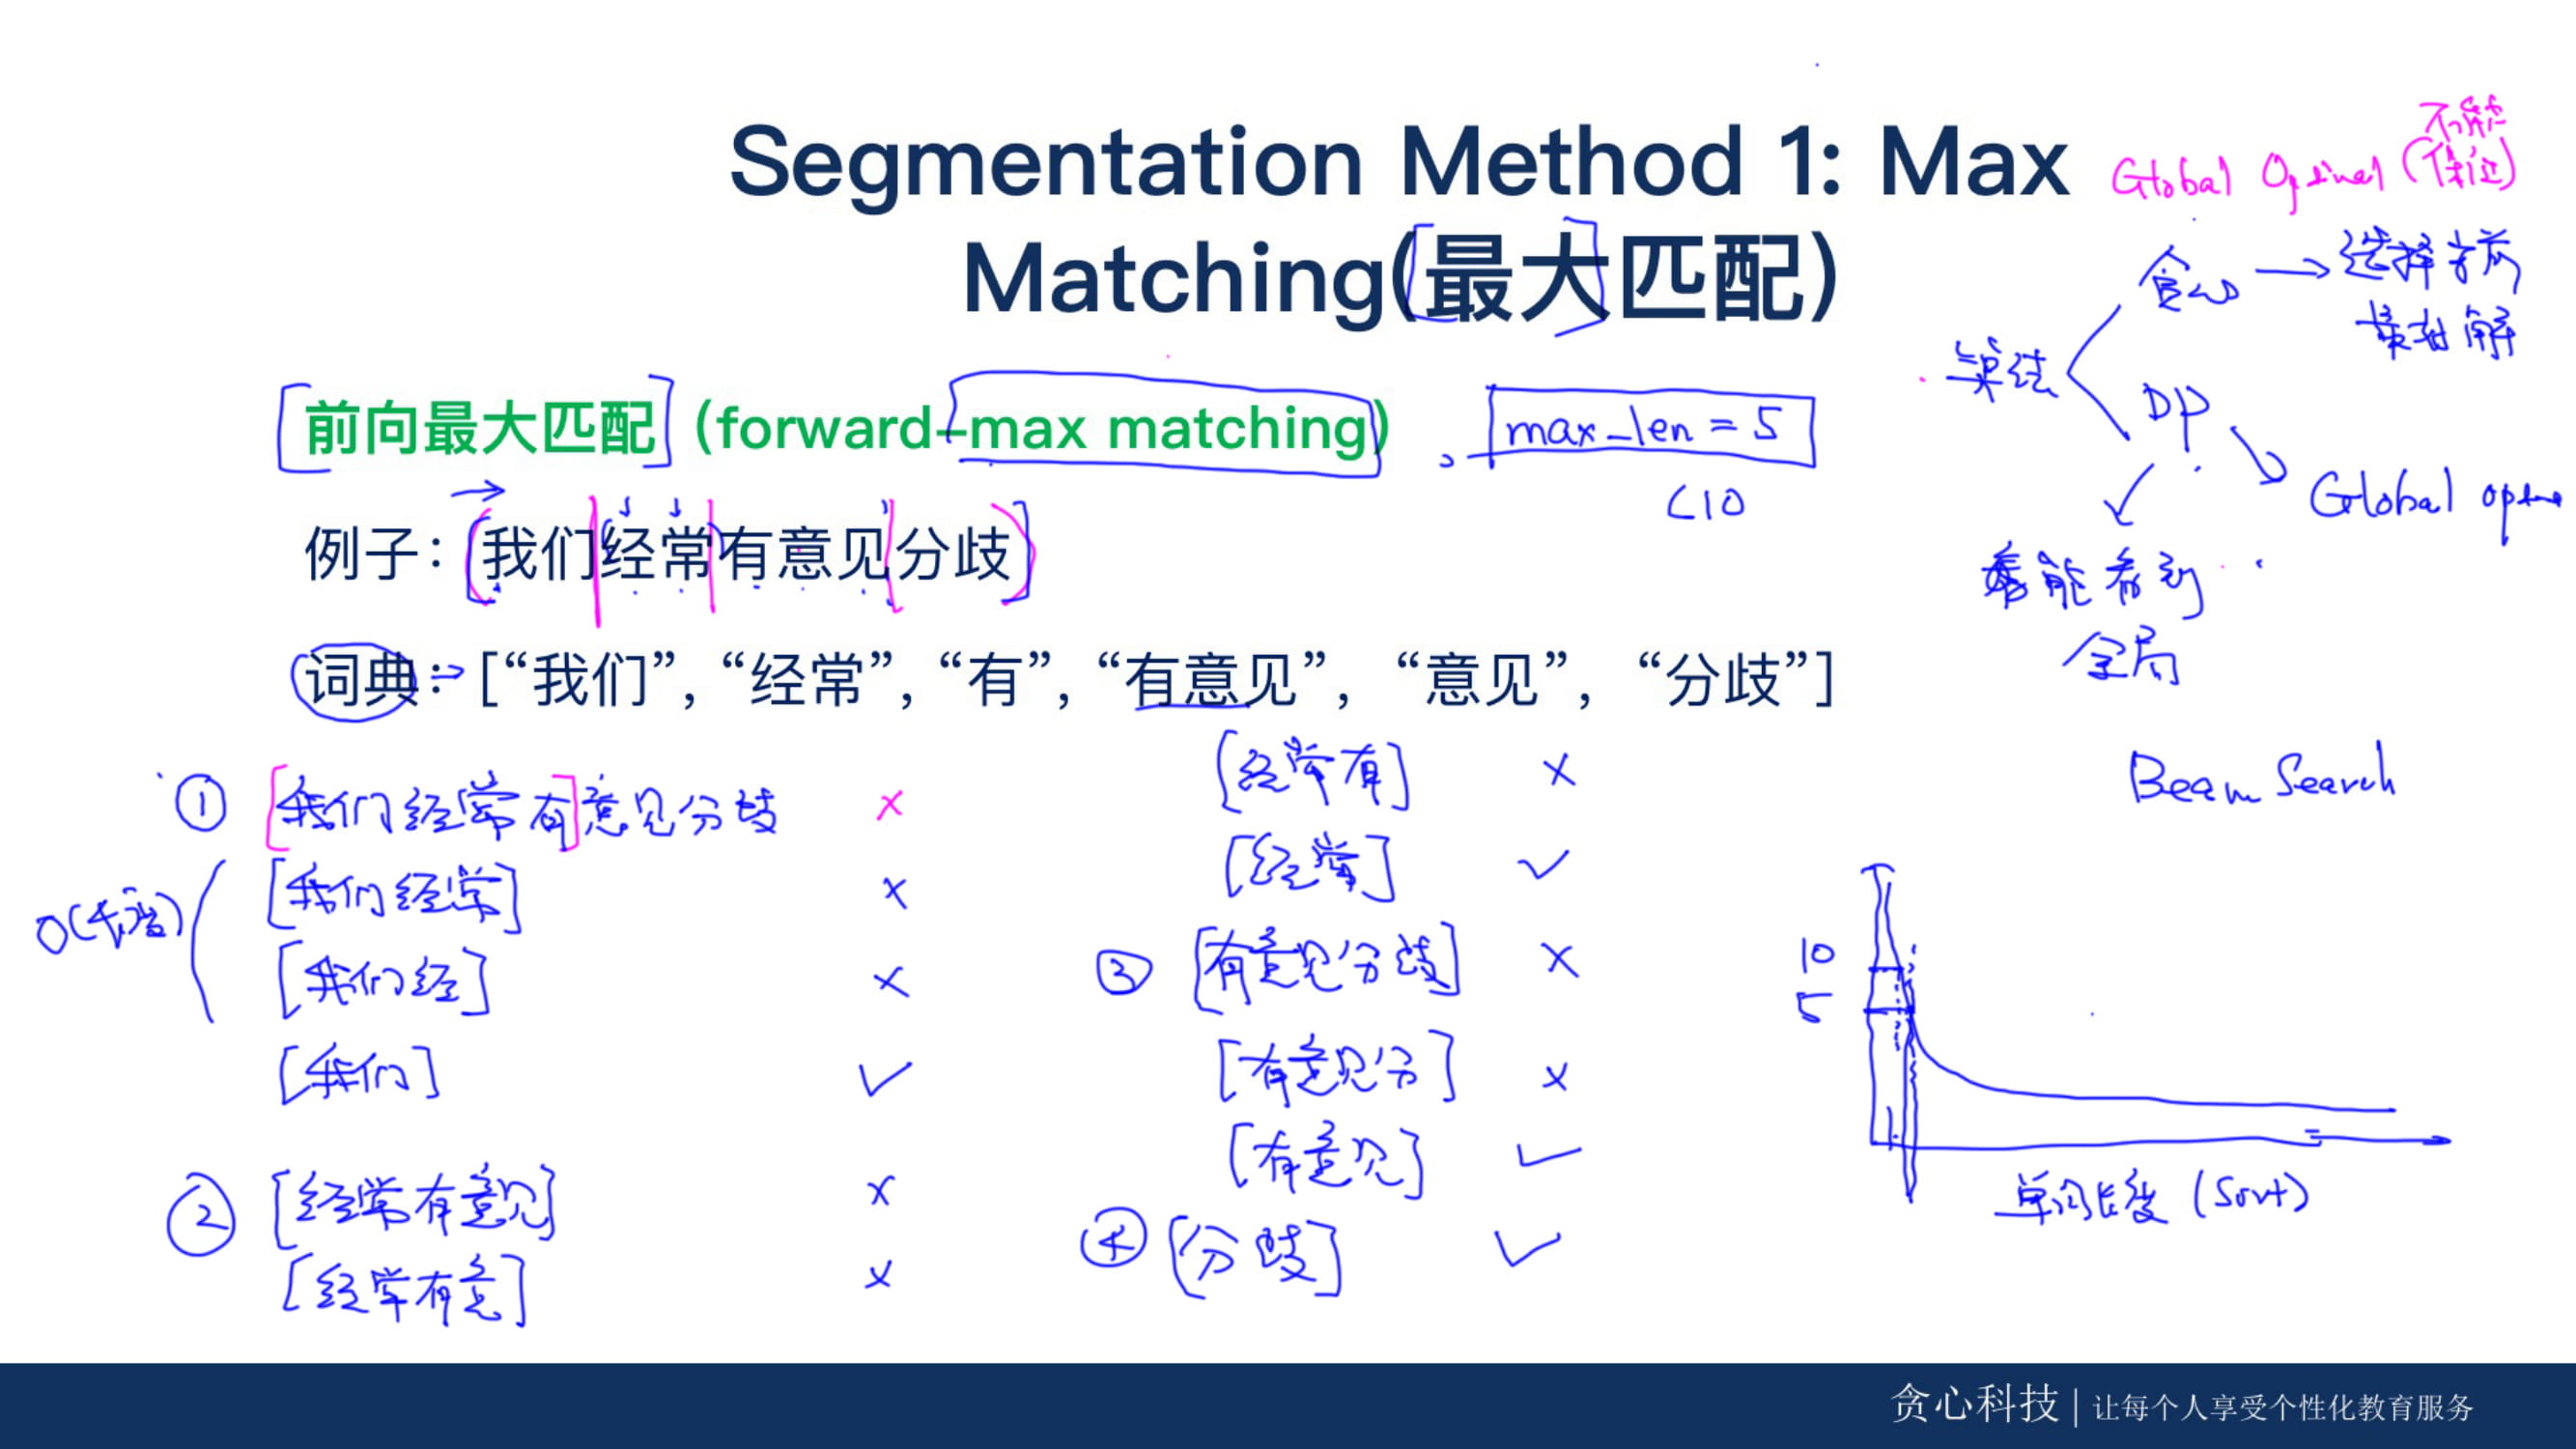 Segmentation Method 1: Max
Matching(最大匹配)
前向最大匹配 (forward-max matching)
max_len = 5
<10
例子：我们经常有意见分歧
词典：[“我们”, “经常”, “有”, “有意见”, “意见”, “分歧”]
① [我们经常有]意见分歧 ×
[我们经常] ×
[我们经] ×
[我们] ✓
O(长度)
② [经常有意见] ×
[经常有意] ×
[经常有] ×
[经常] ✓
③ [有意见分歧] ×
[有意见分] ×
[有意见] ✓
④ [分歧] ✓
不能
Global Optimal (保证)
算法
贪心 → 选择当前
最好解
DP
Global
能看到
全局
Beam Search
10
5
单词长度 (Sort)
贪心科技 | 让每个人享受个性化教育服务